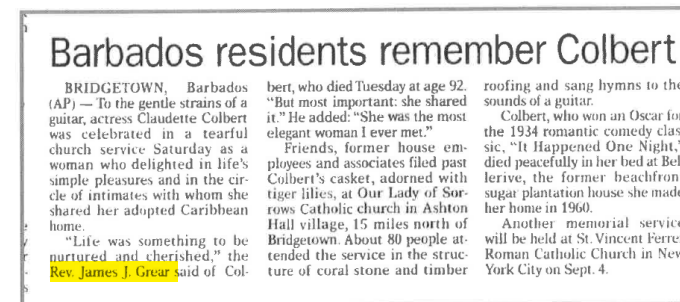 Barbados residents remember Colbert
BRIDGETOWN, Barbados
(AP) — To the gentle strains of a
guitar, actress Claudette Colbert
was celebrated in a tearful
church service Saturday as a
woman who delighted in life's
simple pleasures and in the cir-
cle of intimates with whom she
shared her adopted Caribbean
home.
"Life was something to be
nurtured and cherished," the
Rev. James J. Grear said of Col-
bert, who died Tuesday at age 92.
"But most important: she shared
it." He added: "She was the most
elegant woman I ever met."
Friends, former house em-
ployees and associates filed past
Colbert's casket, adorned with
tiger lilies, at Our Lady of Sor-
rows Catholic church in Ashton
Hall village, 15 miles north of
Bridgetown. About 80 people at-
tended the service in the struc-
ture of coral stone and timber
roofing and sang hymns to the
sounds of a guitar.
Colbert, who won an Oscar for
the 1934 romantic comedy clas
sic, "It Happened One Night,"
died peacefully in her bed at Bel
lerive, the former beachfron
sugar plantation house she made
her home in 1960.
Another memorial service
will be held at St. Vincent Ferre
Roman Catholic Church in New
York City on Sept. 4.